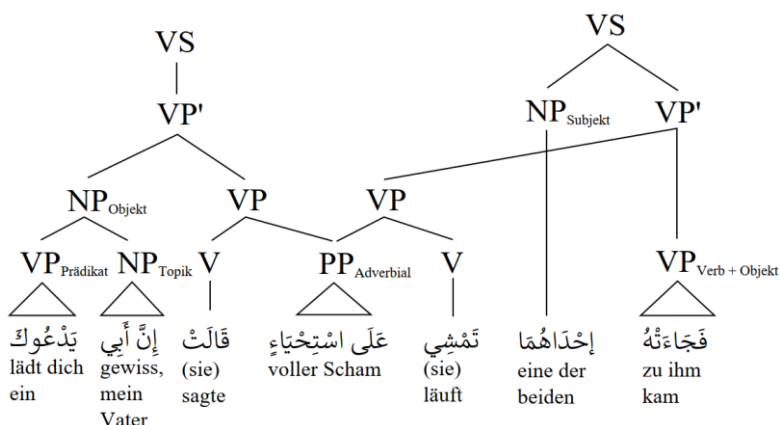 VS VS
VP' NP Subjekt VP'
NP Objekt VP VP
VP Prädikat NP Topik V PP Adverbial V VP Verb + Objekt
فَجَاءَتْهُ إحْدَاهُمَا تَمْشِي عَلَى اسْتِحْيَاءٍ قَالَتْ إِنَّ أَبِي يَدْعُوكَ
lädt dich gewiss, (sie) voller Scham (sie) eine der zu ihm
ein mein sagte läuft beiden kam
Vater